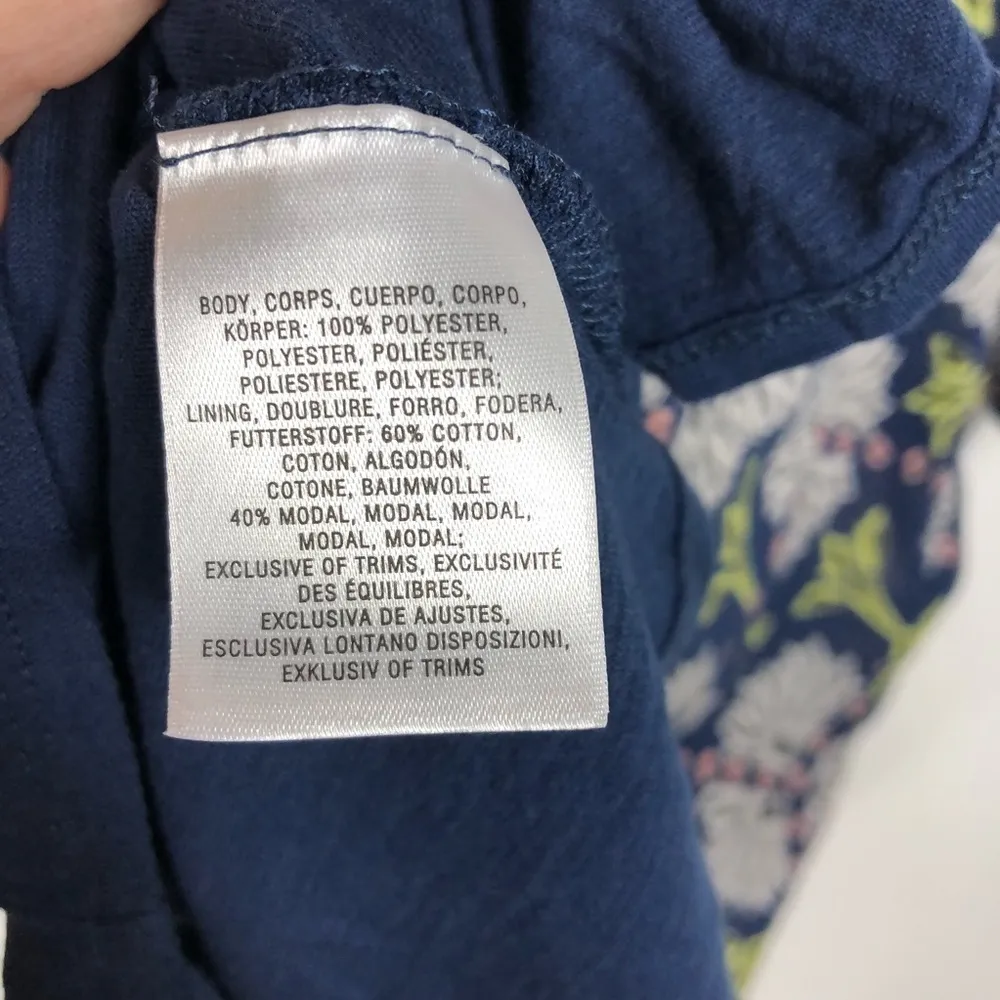 BODY, CORPS, CUERPO, CORPO,
KÖRPER: 100% POLYESTER,
POLYESTER, POLIÉSTER,
POLIESTERE, POLYESTER;
LINING, DOUBLURE, FORRO, FODERA,
FUTTERSTOFF: 60% COTTON,
COTON, ALGODÓN,
COTONE, BAUMWOLLE
40% MODAL, MODAL, MODAL,
MODAL, MODAL;
EXCLUSIVE OF TRIMS, EXCLUSIVITÉ
DES ÉQUILIBRES,
EXCLUSIVA DE AJUSTES,
ESCLUSIVA LONTANO DISPOSIZIONI,
EXKLUSIV OF TRIMS